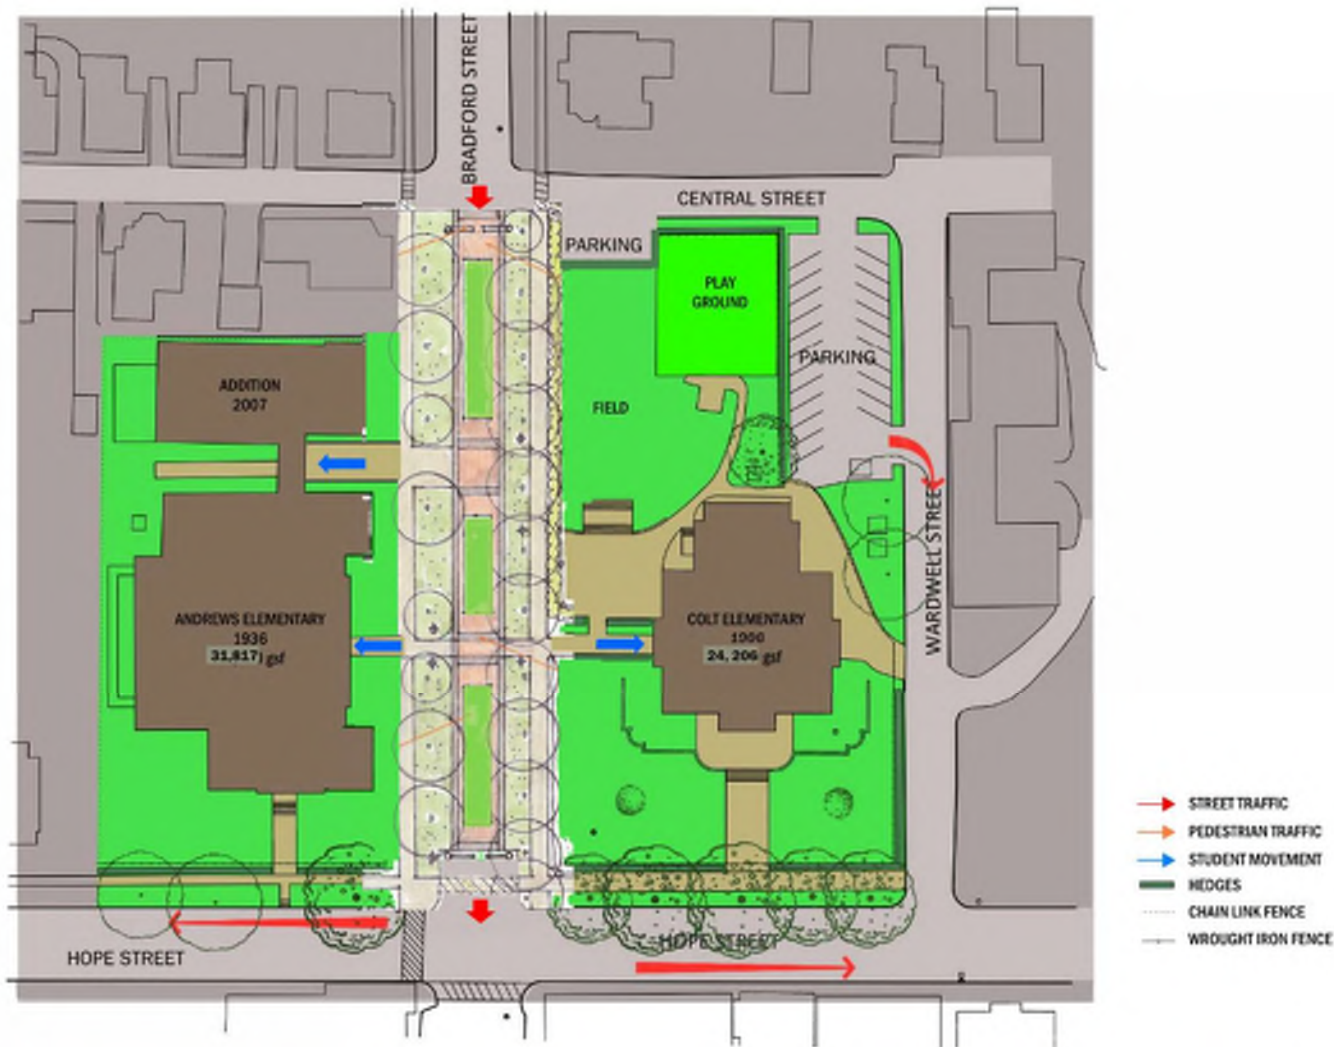 BRADFORD STREET
CENTRAL STREET
PARKING
PLAY
GROUND
PARKING
ADDITION
2007
FIELD
WARDWELL STREET
ANDREWS ELEMENTARY
1936
31,817) gsf
COLT ELEMENTARY
24, 206 gsf
STREET TRAFFIC
PEDESTRIAN TRAFFIC
STUDENT MOVEMENT
HEDGES
CHAIN LINK FENCE
WROUGHT IRON FENCE
HOPE STREET
HOPE STREET